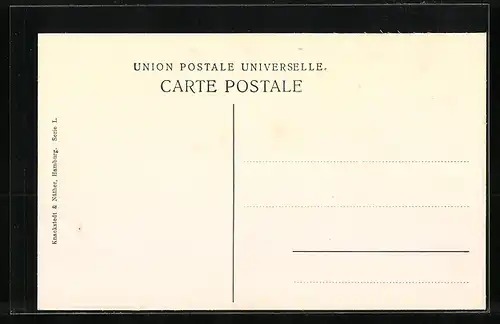 UNION POSTALE UNIVERSELLE.
CARTE POSTALE
Knackstedt & Näther, Hamburg. Serie L.